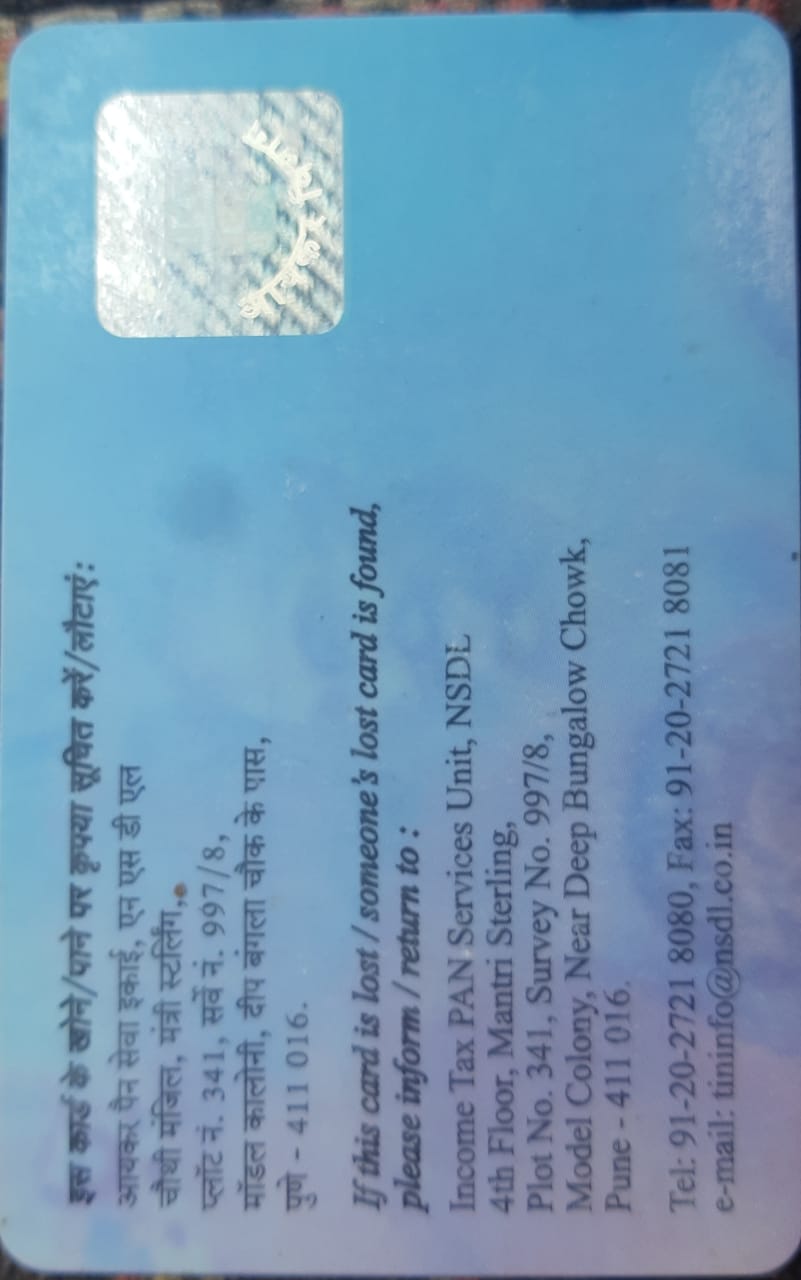 इस कार्ड के खोने/पाने पर कृपया सूचित करें/लौटाएं:
आयकर पैन सेवा इकाई, एन एस डी एल
चौथी मंजिल, मंत्री स्टर्लिंग,
प्लॉट नं. 341, सर्वे नं. 997/8,
मॉडल कालोनी, दीप बंगला चौक के पास,
पुणे - 411 016.
If this card is lost / someone's lost card is found,
please inform / return to :
Income Tax PAN Services Unit, NSDL
4th Floor, Mantri Sterling,
Plot No. 341, Survey No. 997/8,
Model Colony, Near Deep Bungalow Chowk,
Pune - 411 016.
Tel: 91-20-2721 8080, Fax: 91-20-2721 8081
e-mail: tininfo@nsdl.co.in